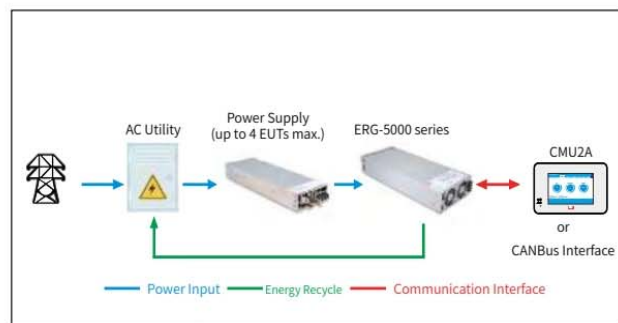 Power Supply
(up to 4 EUTs max.)
AC Utility
ERG-5000 series
CMU2A
or
CANBus Interface
Power Input
Energy Recycle
Communication Interface